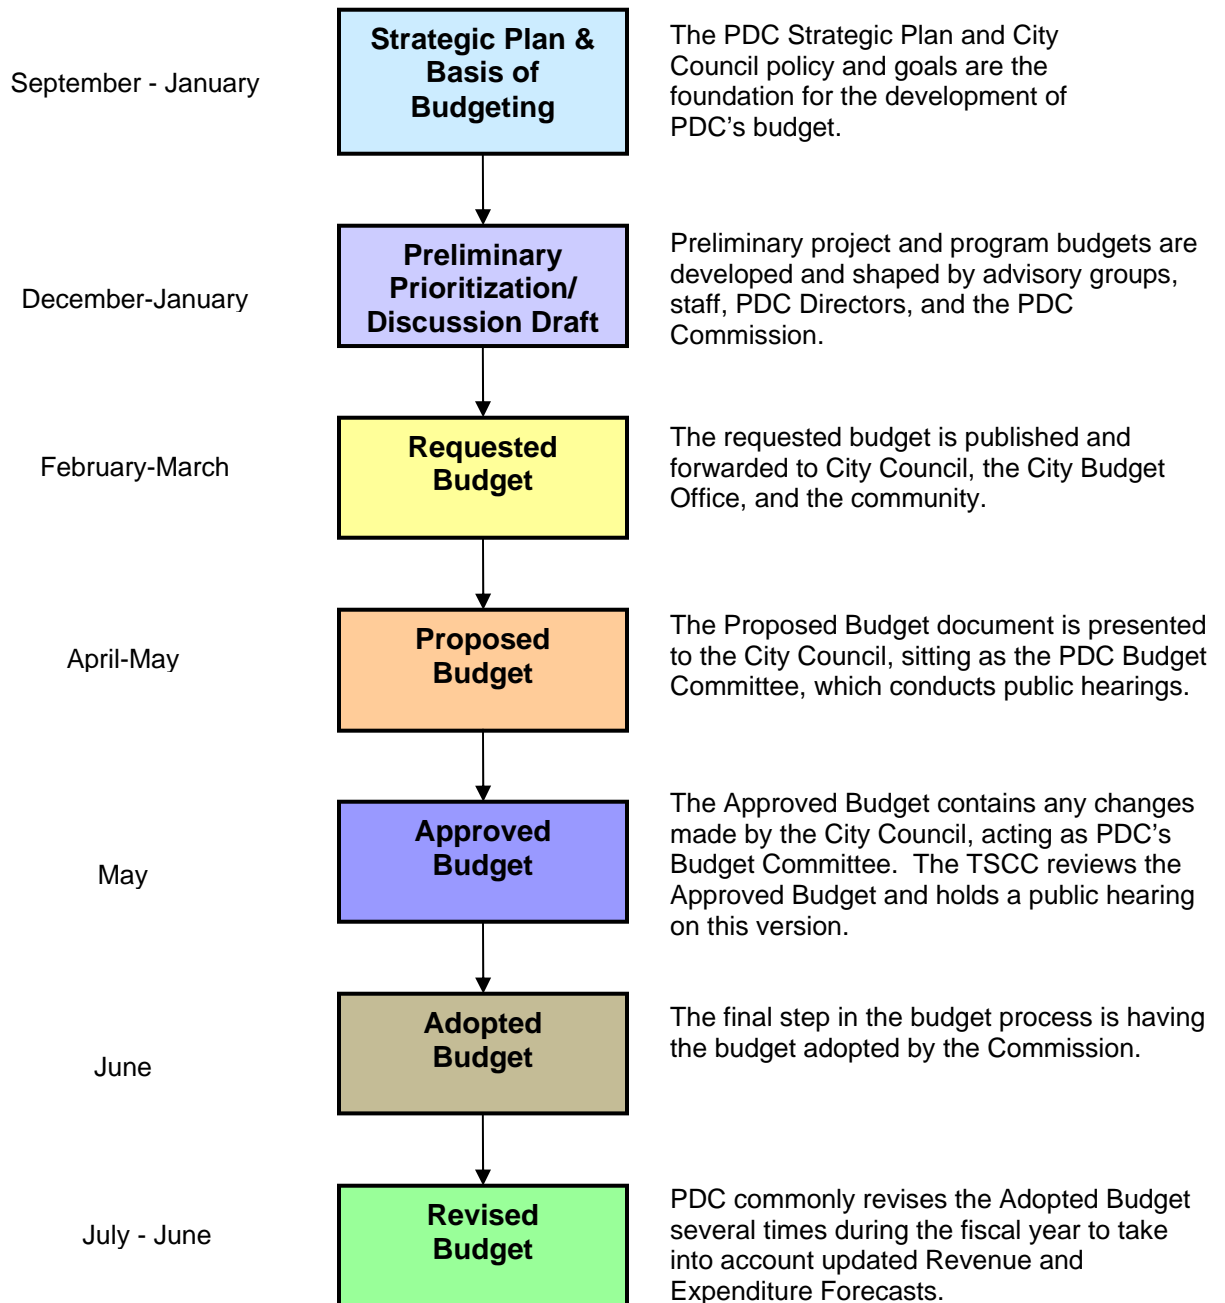 September - January
Strategic Plan &
Basis of
Budgeting
The PDC Strategic Plan and City
Council policy and goals are the
foundation for the development of
PDC’s budget.
December-January
Preliminary
Prioritization/
Discussion Draft
Preliminary project and program budgets are
developed and shaped by advisory groups,
staff, PDC Directors, and the PDC
Commission.
February-March
Requested
Budget
The requested budget is published and
forwarded to City Council, the City Budget
Office, and the community.
April-May
Proposed
Budget
The Proposed Budget document is presented
to the City Council, sitting as the PDC Budget
Committee, which conducts public hearings.
May
Approved
Budget
The Approved Budget contains any changes
made by the City Council, acting as PDC’s
Budget Committee.  The TSCC reviews the
Approved Budget and holds a public hearing
on this version.
June
Adopted
Budget
The final step in the budget process is having
the budget adopted by the Commission.
July - June
Revised
Budget
PDC commonly revises the Adopted Budget
several times during the fiscal year to take
into account updated Revenue and
Expenditure Forecasts.